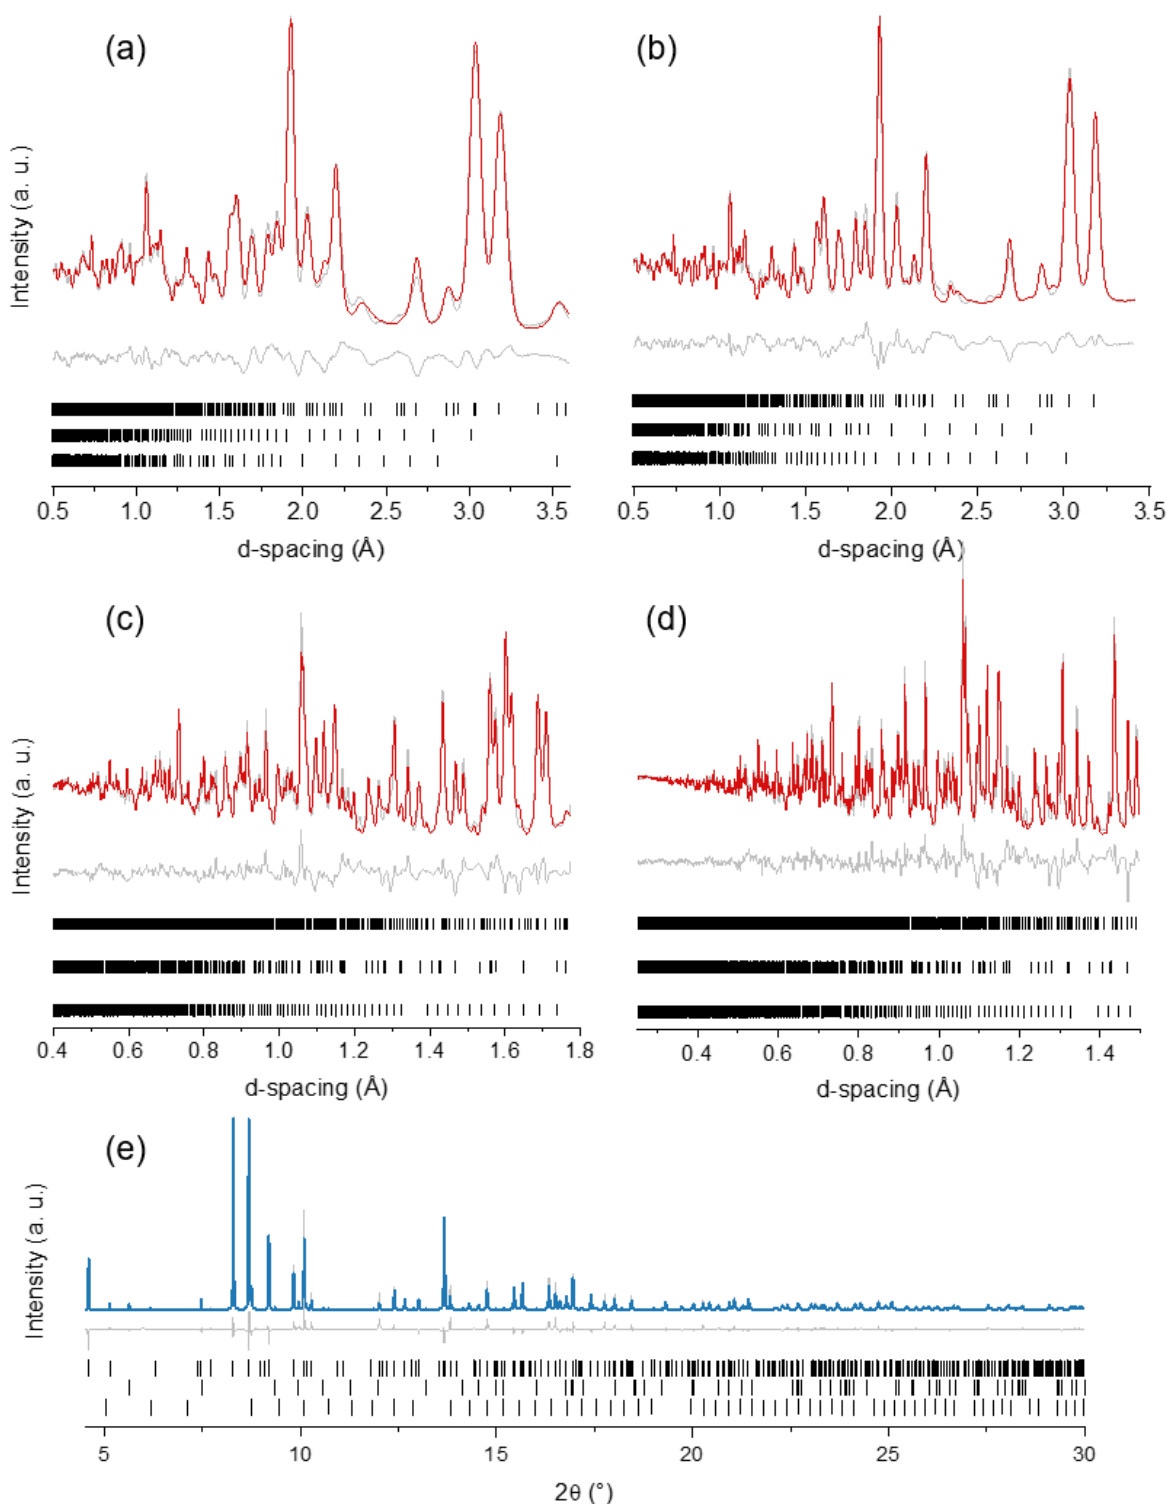 (a) (b)
Intensity (a. u.)
0.5 1.0 1.5 2.0 2.5 3.0 3.5 0.5 1.0 1.5 2.0 2.5 3.0 3.5
d-spacing (Å) d-spacing (Å)
(c) (d)
Intensity (a. u.)
0.4 0.6 0.8 1.0 1.2 1.4 1.6 1.8 0.4 0.6 0.8 1.0 1.2 1.4
d-spacing (Å) d-spacing (Å)
(e)
Intensity (a. u.)
5 10 15 20 25 30
2θ (°)